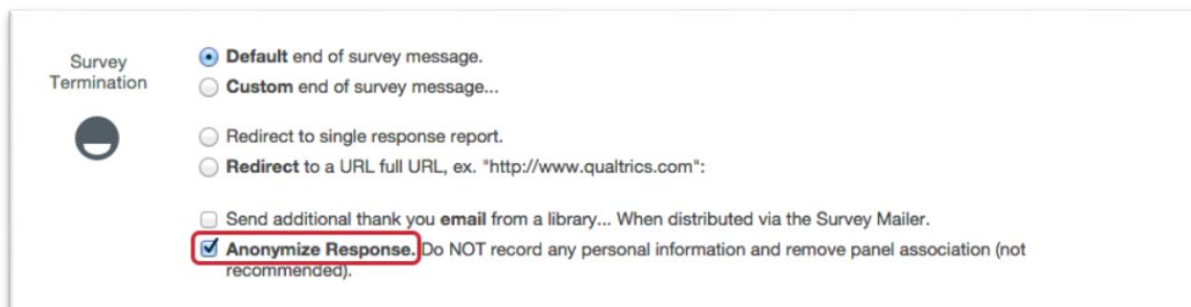 Survey
Termination
Default end of survey message.
Custom end of survey message...
Redirect to single response report.
Redirect to a URL full URL, ex. "http://www.qualtrics.com":
Send additional thank you email from a library... When distributed via the Survey Mailer.
Anonymize Response. Do NOT record any personal information and remove panel association (not
recommended).